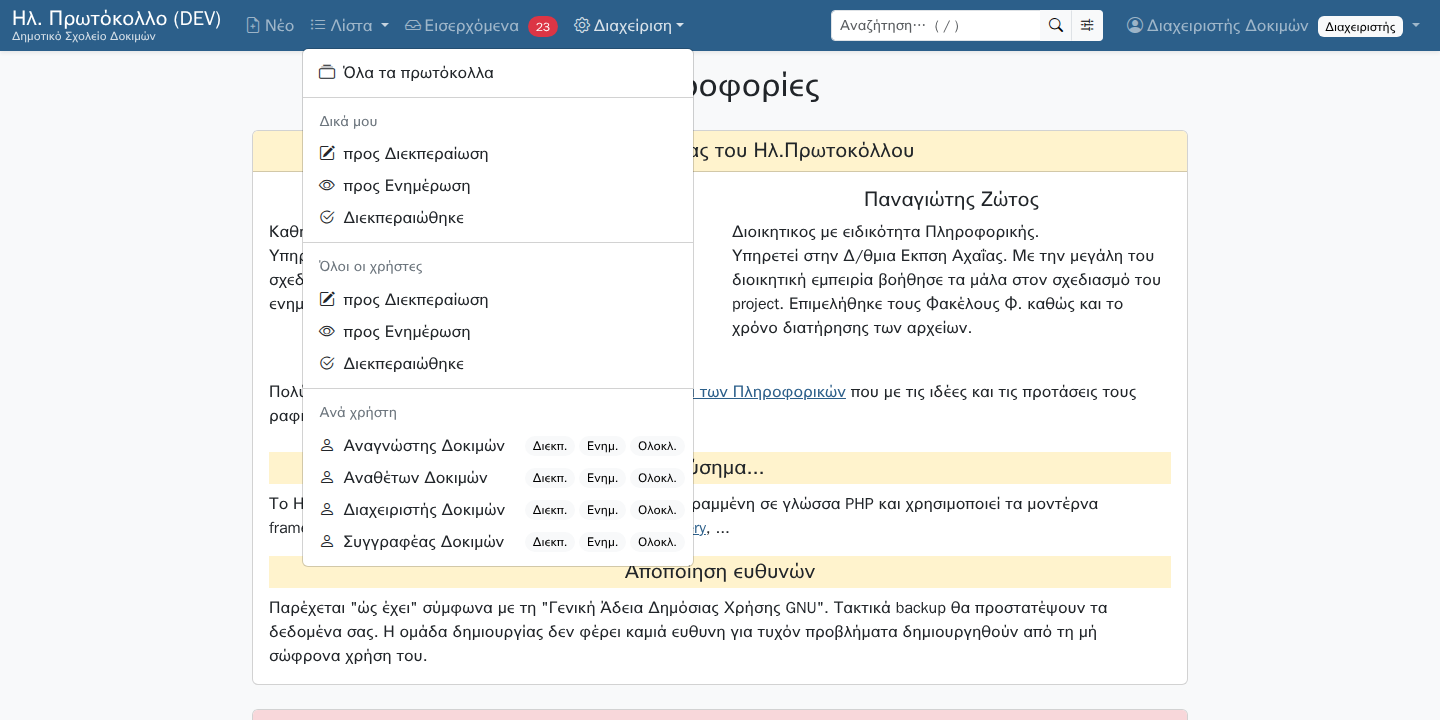 Ηλ. Πρωτόκολλο (DEV)
Δημοτικό Σχολείο Δοκιμών
Νέο
Λίστα
Εισερχόμενα 23
Διαχείριση
Αναζήτηση… ( / )
Διαχειριστής Δοκιμών Διαχειριστής
Όλα τα πρωτόκολλα
Δικά μου
προς Διεκπεραίωση
προς Ενημέρωση
Διεκπεραιώθηκε
Όλοι οι χρήστες
προς Διεκπεραίωση
προς Ενημέρωση
Διεκπεραιώθηκε
Ανά χρήστη
Αναγνώστης Δοκιμών Διεκπ. Ενημ. Ολοκλ.
Αναθέτων Δοκιμών Διεκπ. Ενημ. Ολοκλ.
Διαχειριστής Δοκιμών Διεκπ. Ενημ. Ολοκλ.
Συγγραφέας Δοκιμών Διεκπ. Ενημ. Ολοκλ.
του Ηλ.Πρωτοκόλλου
Παναγιώτης Ζώτος
Διοικητικος με ειδικότητα Πληροφορικής.
Υπηρετεί στην Δ/θμια Εκπση Αχαΐας. Με την μεγάλη του
διοικητική εμπειρία βοήθησε τα μάλα στον σχεδιασμό του
project. Επιμελήθηκε τους Φακέλους Φ. καθώς και το
χρόνο διατήρησης των αρχείων.
των Πληροφορικών που με τις ιδέες και τις προτάσεις τους
Το
σε γλώσσα PHP και χρησιμοποιεί τα μοντέρνα
, ...
Αποποίηση ευθυνών
Παρέχεται "ὡς ἔχει" σύμφωνα με τη "Γενική Άδεια Δημόσιας Χρήσης GNU". Τακτικά backup θα προστατέψουν τα
δεδομένα σας. Η ομάδα δημιουργίας δεν φέρει καμιά ευθυνη για τυχόν προβλήματα δημιουργηθούν από τη μή
σώφρονα χρήση του.